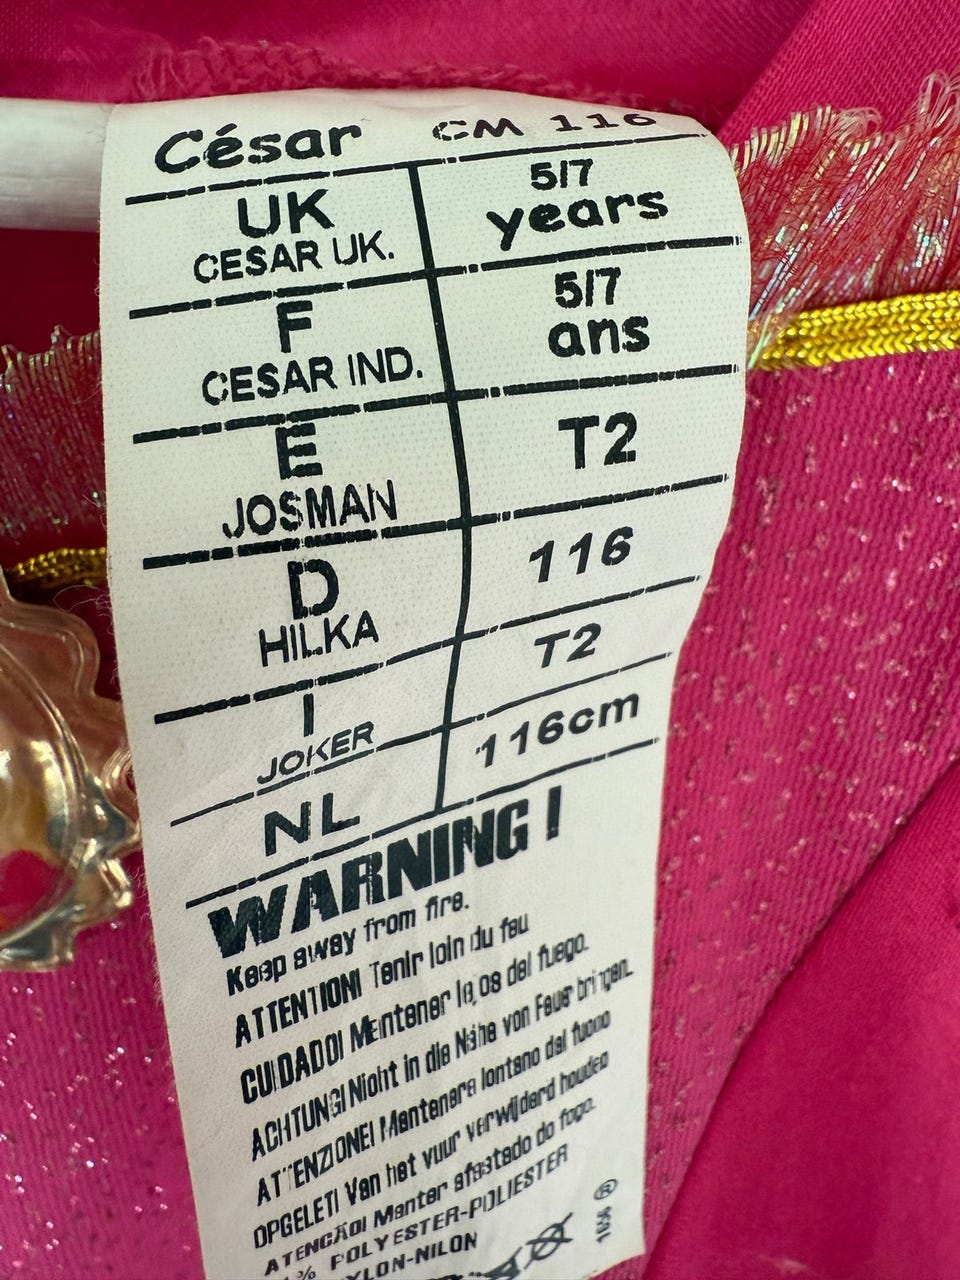 César CM 116
UK 5/7
CESAR UK. years
F 5/7
CESAR IND. ans
E T2
JOSMAN
D 116
HILKA
I T2
JOKER
NL 116cm
WARNING !
Keep away from fire.
ATTENTION! Tenir loin du feu
CUIDADO! Mantener lejos del fuego.
ACHTUNG! Nicht in die Nähe von Feuer bringen.
ATTENZIONE! Mantenere lontano dal fuoco
OPGELET! Van het vuur verwijderd houden
ATENCÃO! Manter afastado do fogo.
% POLYESTER-POLIESTER
YLON-NILON